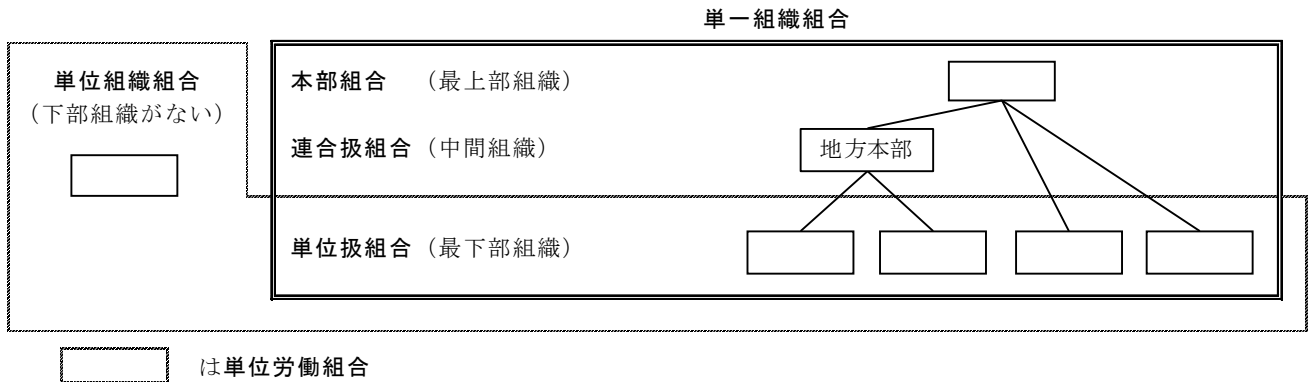 単一組織組合
単位組織組合
（下部組織がない）
本部組合 （最上部組織）
連合扱組合（中間組織）
地方本部
単位扱組合（最下部組織）
は単位労働組合